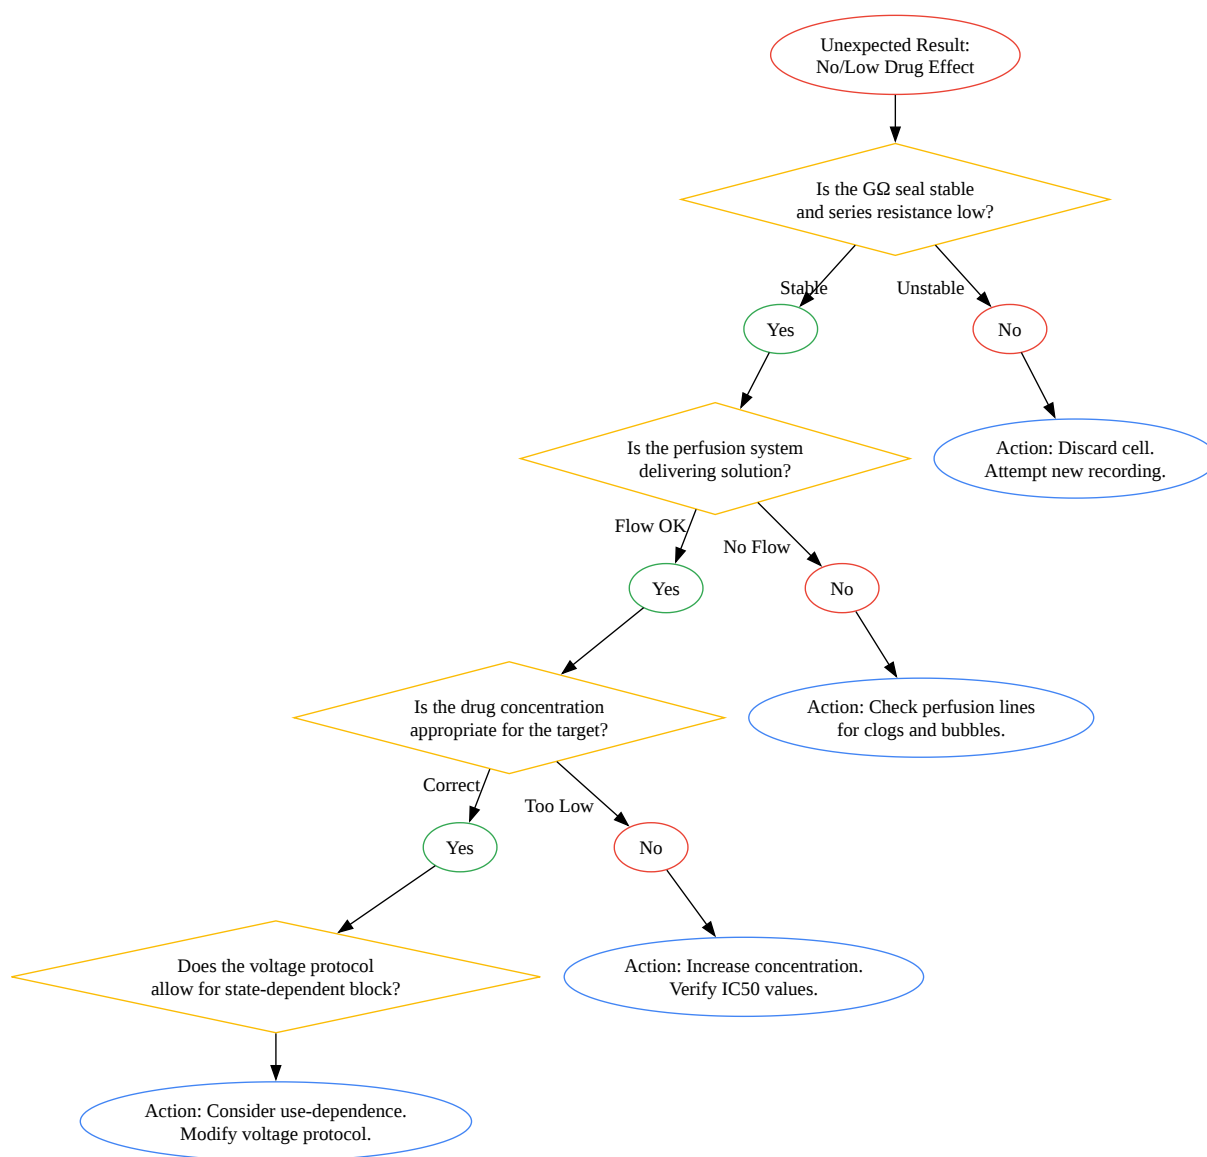 Unexpected Result:
No/Low Drug Effect
Is the GΩ seal stable
and series resistance low?
Stable
Unstable
Yes
No
Is the perfusion system
delivering solution?
Action: Discard cell.
Attempt new recording.
Flow OK
No Flow
Yes
No
Is the drug concentration
appropriate for the target?
Action: Check perfusion lines
for clogs and bubbles.
Correct
Too Low
Yes
No
Does the voltage protocol
allow for state-dependent block?
Action: Increase concentration.
Verify IC50 values.
Action: Consider use-dependence.
Modify voltage protocol.